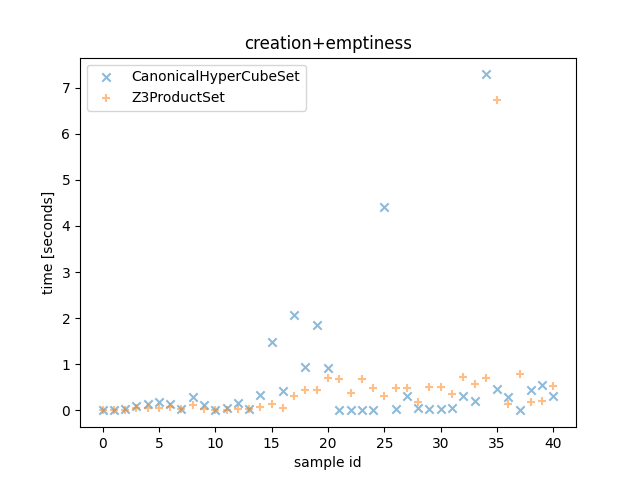 creation+emptiness
CanonicalHyperCubeSet
Z3ProductSet
time [seconds]
7
6
5
4
3
2
1
0
0 5 10 15 20 25 30 35 40
sample id